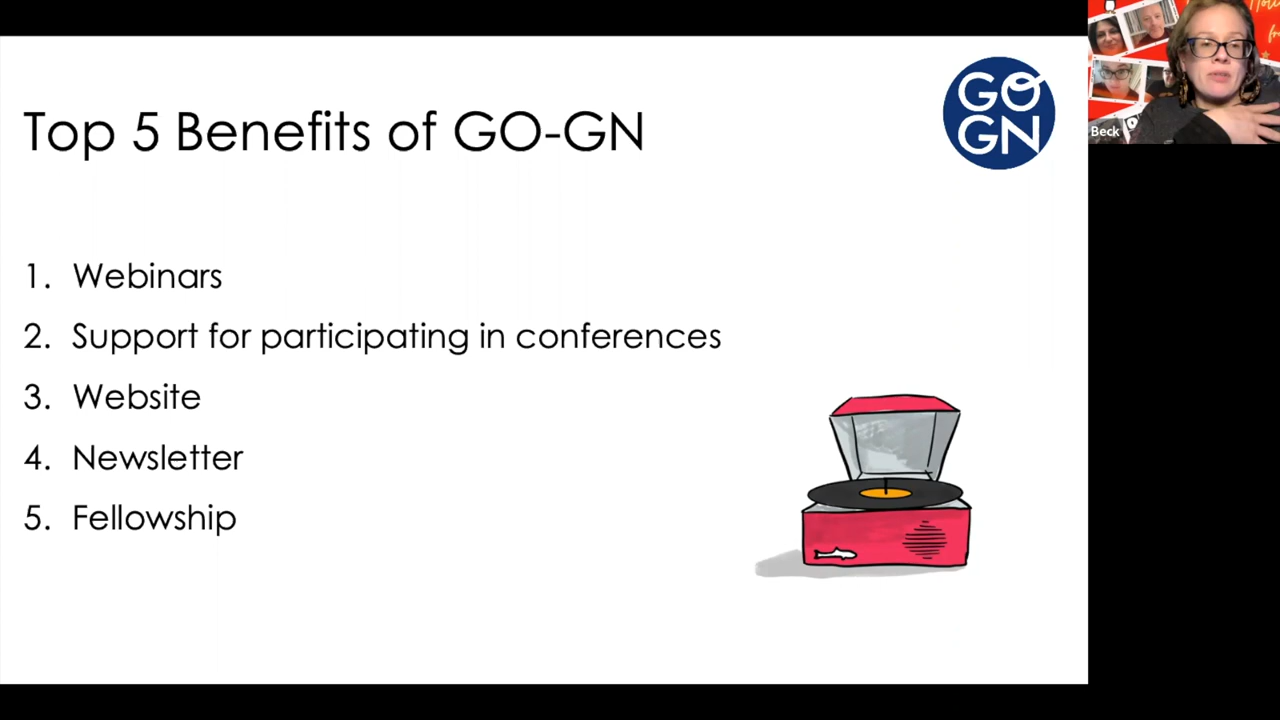 Top 5 Benefits of GO-GN
GO
GN
1. Webinars
2. Support for participating in conferences
3. Website
4. Newsletter
5. Fellowship
Beck